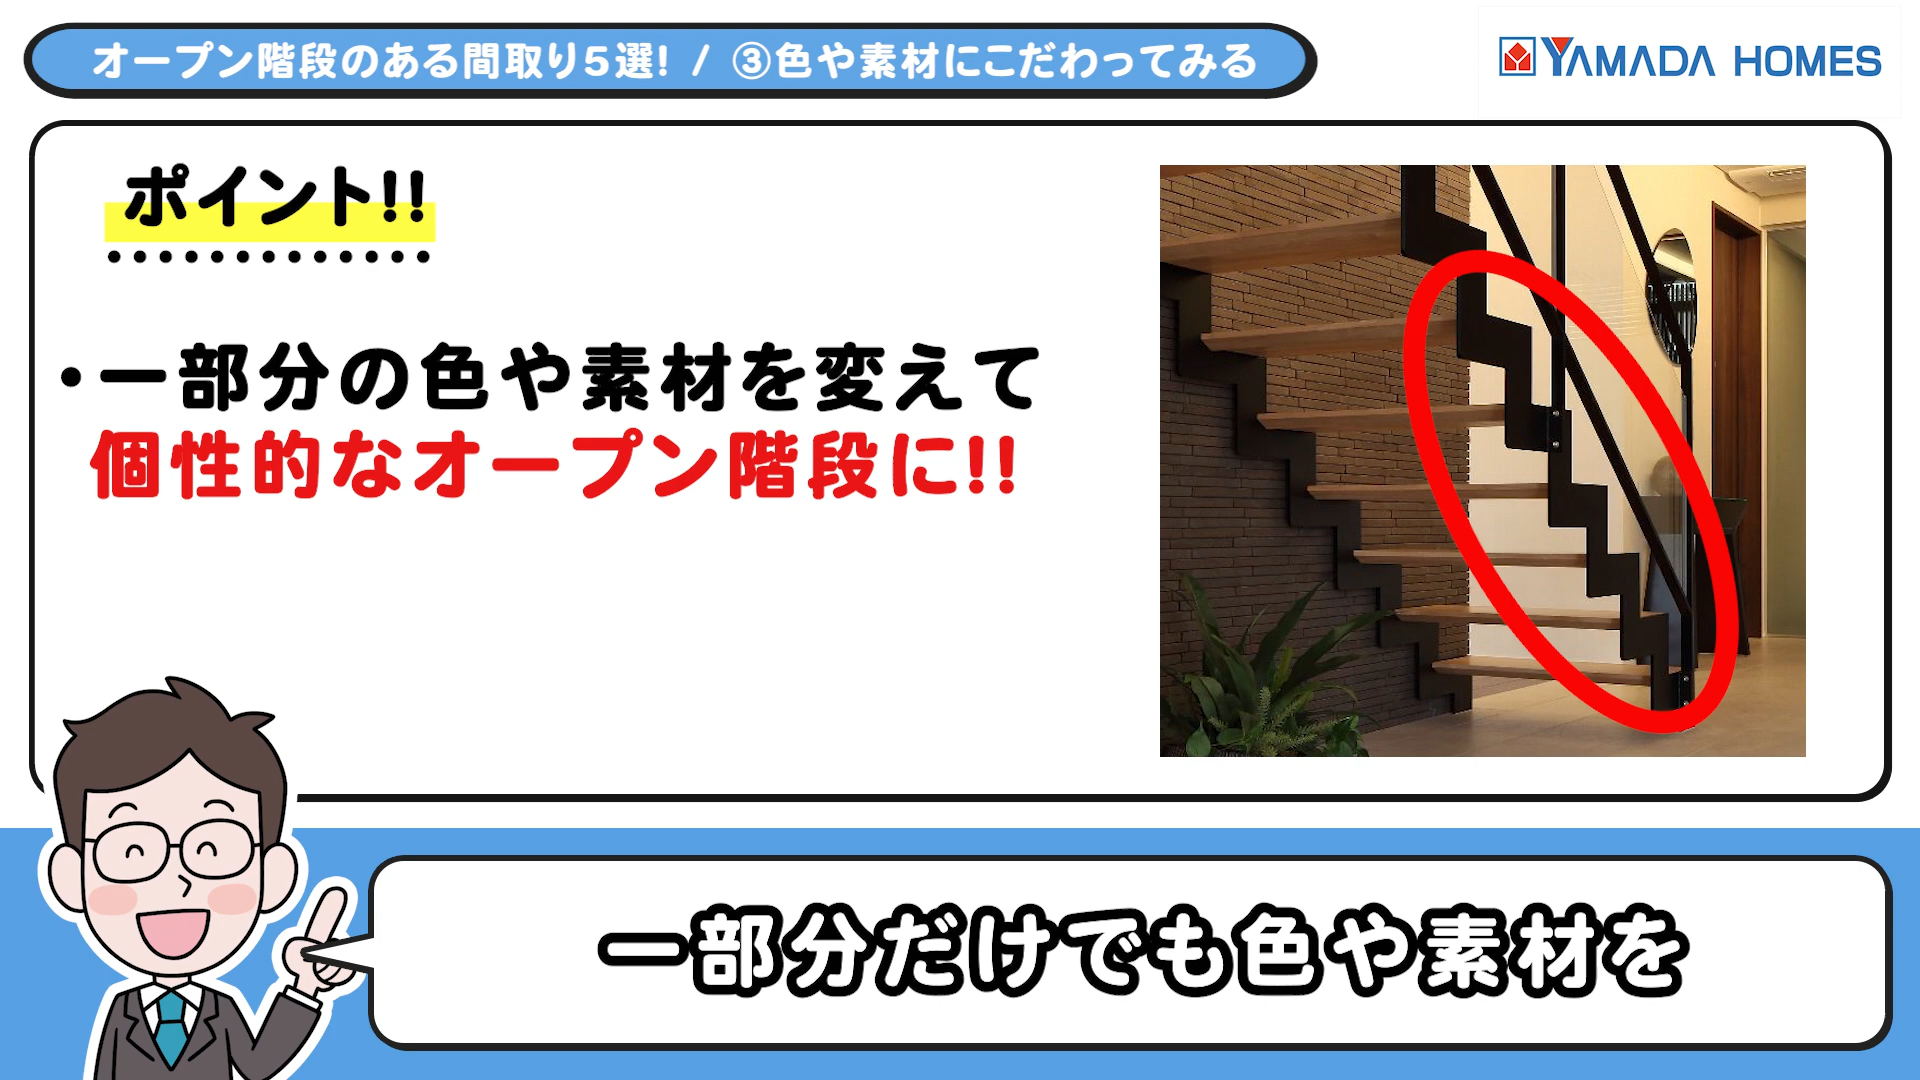 オープン階段のある間取り5選! / ③色や素材にこだわってみる
YAMADA HOMES
ポイント!!
・一部分の色や素材を変えて
個性的なオープン階段に!!
一部分だけでも色や素材を